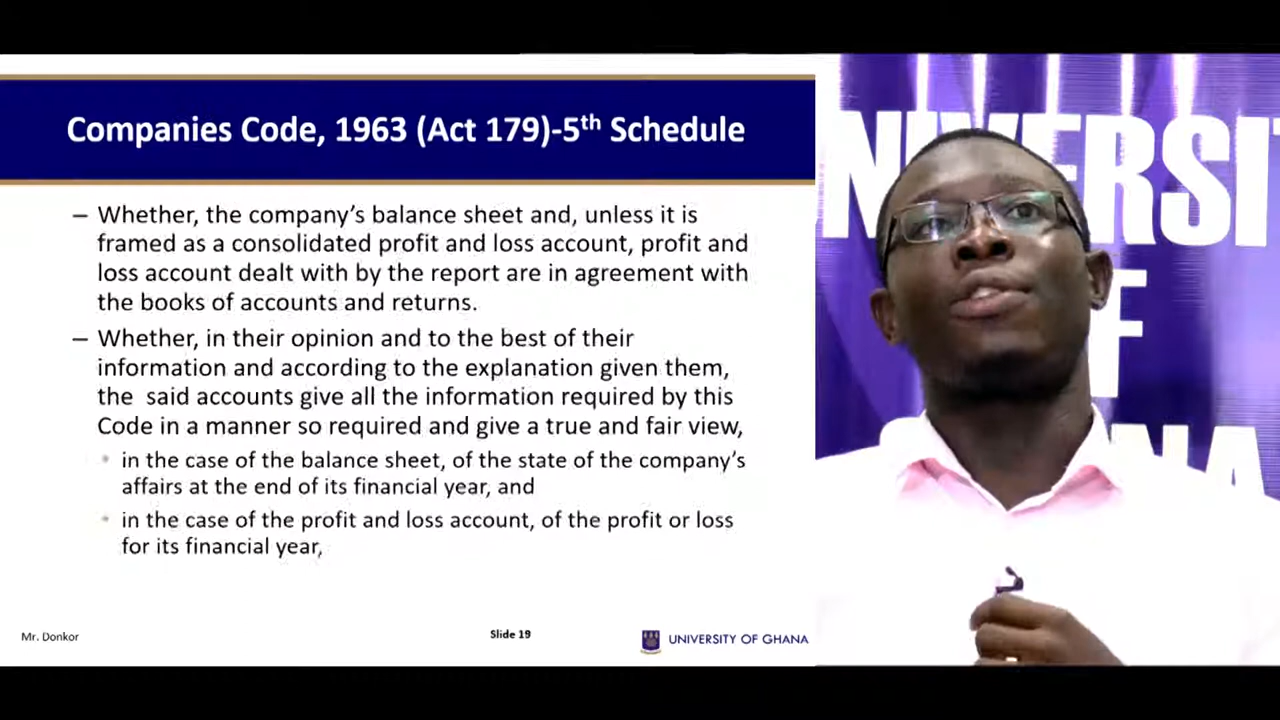 Companies Code, 1963 (Act 179)-5th Schedule
– Whether, the company's balance sheet and, unless it is
framed as a consolidated profit and loss account, profit and
loss account dealt with by the report are in agreement with
the books of accounts and returns.
– Whether, in their opinion and to the best of their
information and according to the explanation given them,
the said accounts give all the information required by this
Code in a manner so required and give a true and fair view,
• in the case of the balance sheet, of the state of the company's
affairs at the end of its financial year, and
• in the case of the profit and loss account, of the profit or loss
for its financial year,
Mr. Donkor
Slide 19
UNIVERSITY OF GHANA
NIVERSIT
F
NA